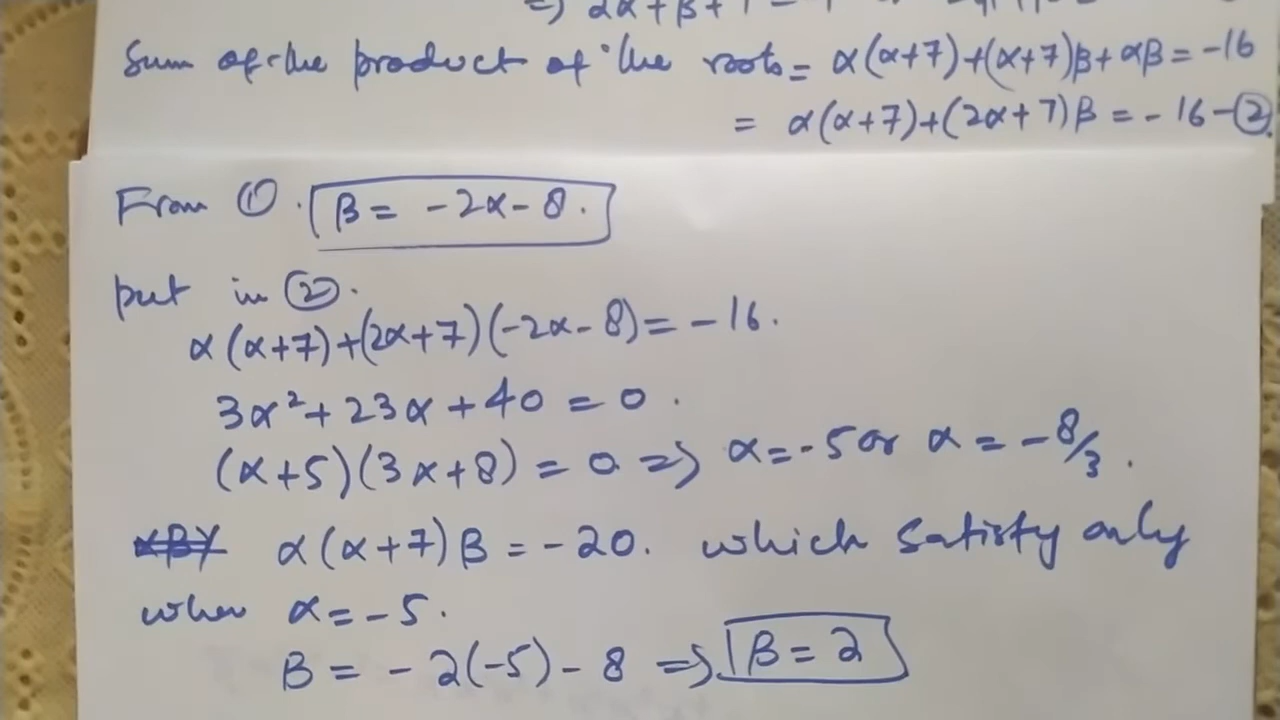 => 2α+β+7
Sum of the product of the roots = α(α+7)+(α+7)β+αβ = -16
= α(α+7)+(2α+7)β = -16-②.
From ①. β = -2α-8.
put in ②.
α(α+7)+(2α+7)(-2α-8) = -16.
3α²+23α+40 = 0.
(α+5)(3α+8) = 0 => α=-5 or α = -8/3.
α(α+7)β = -20. which satisfy only
when α = -5.
β = -2(-5)-8 => β = 2